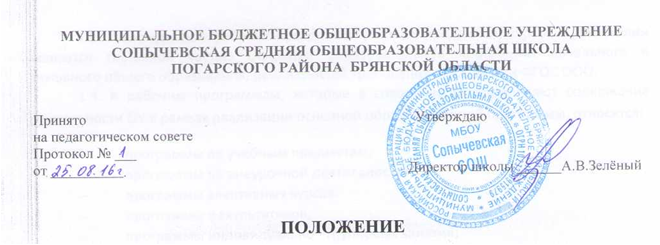 МУНИЦИПАЛЬНОЕ БЮДЖЕТНОЕ ОБЩЕОБРАЗОВАТЕЛЬНОЕ УЧРЕЖДЕНИЕ
СОПЫЧЕВСКАЯ СРЕДНЯЯ ОБЩЕОБРАЗОВАТЕЛЬНАЯ ШКОЛА
ПОГАРСКОГО РАЙОНА БРЯНСКОЙ ОБЛАСТИ
Принято
Утверждаю
на педагогическом совете
Протокол № 1
от 25.08.16г.
Директор школы А.В.Зелёный
МБОУ
Сопычевская
СОШ
ПОЛОЖЕНИЕ